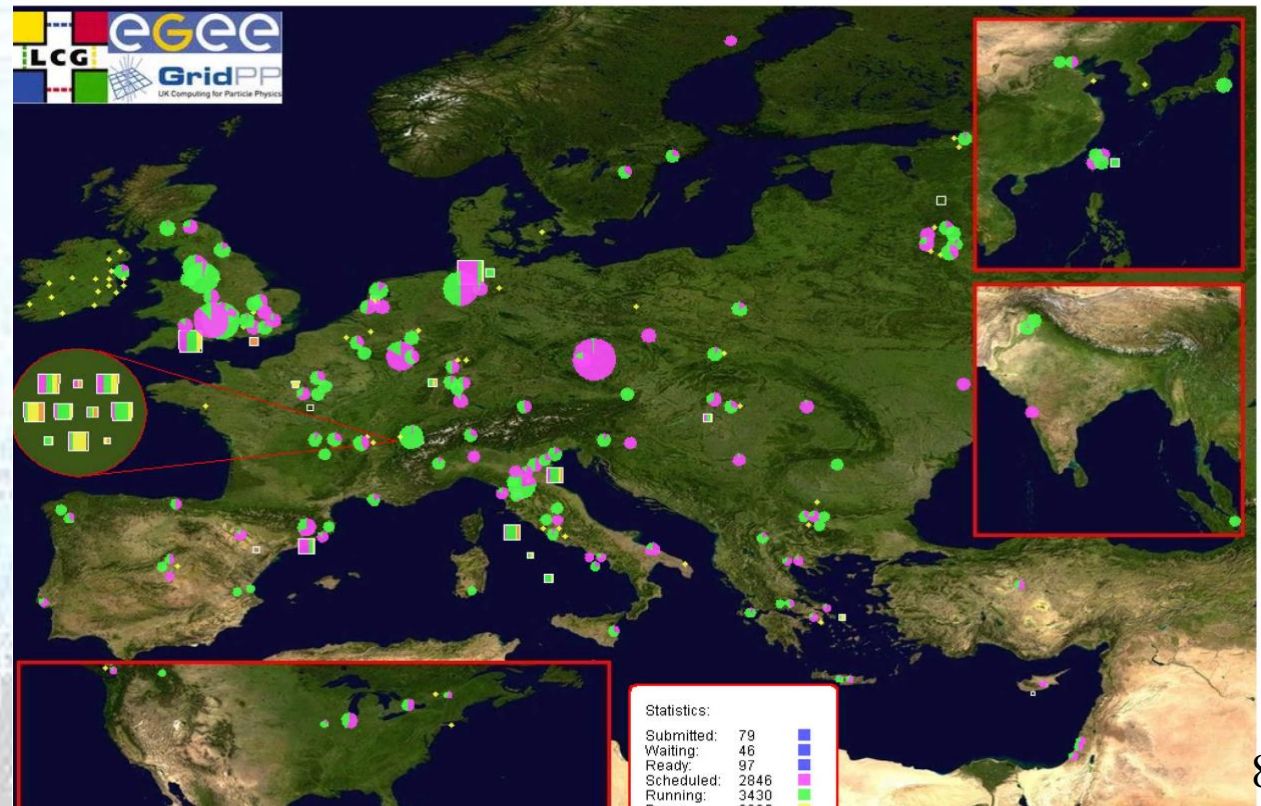 LCG
egee
GridPP
UK Computing for Particle Physics
Statistics:
Submitted: 79
Waiting: 46
Ready: 97
Scheduled: 2846
Running: 3430
8